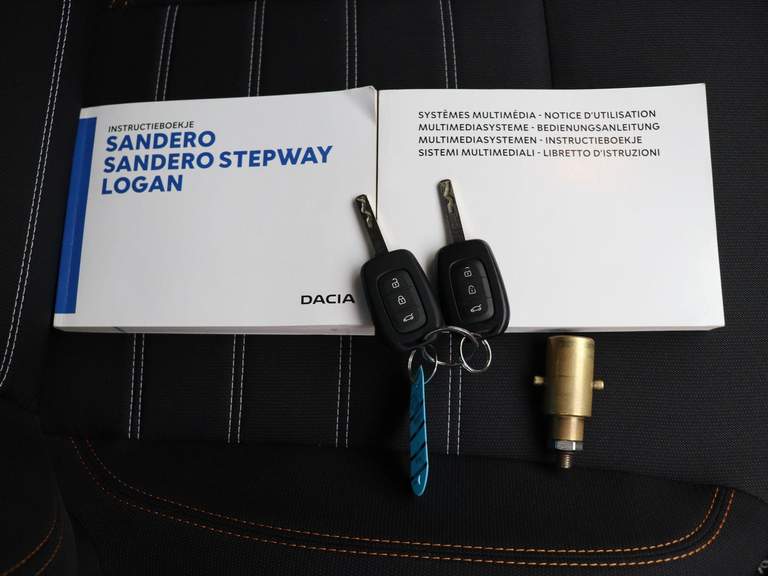 INSTRUCTIEBOEKJE
SANDERO
SANDERO STEPWAY
LOGAN
DACIA
SYSTÈMES MULTIMÉDIA - NOTICE D'UTILISATION
MULTIMEDIASYSTEME - BEDIENUNGSANLEITUNG
MULTIMEDIASYSTEMEN - INSTRUCTIEBOEKJE
SISTEMI MULTIMEDIALI - LIBRETTO D'ISTRUZIONI